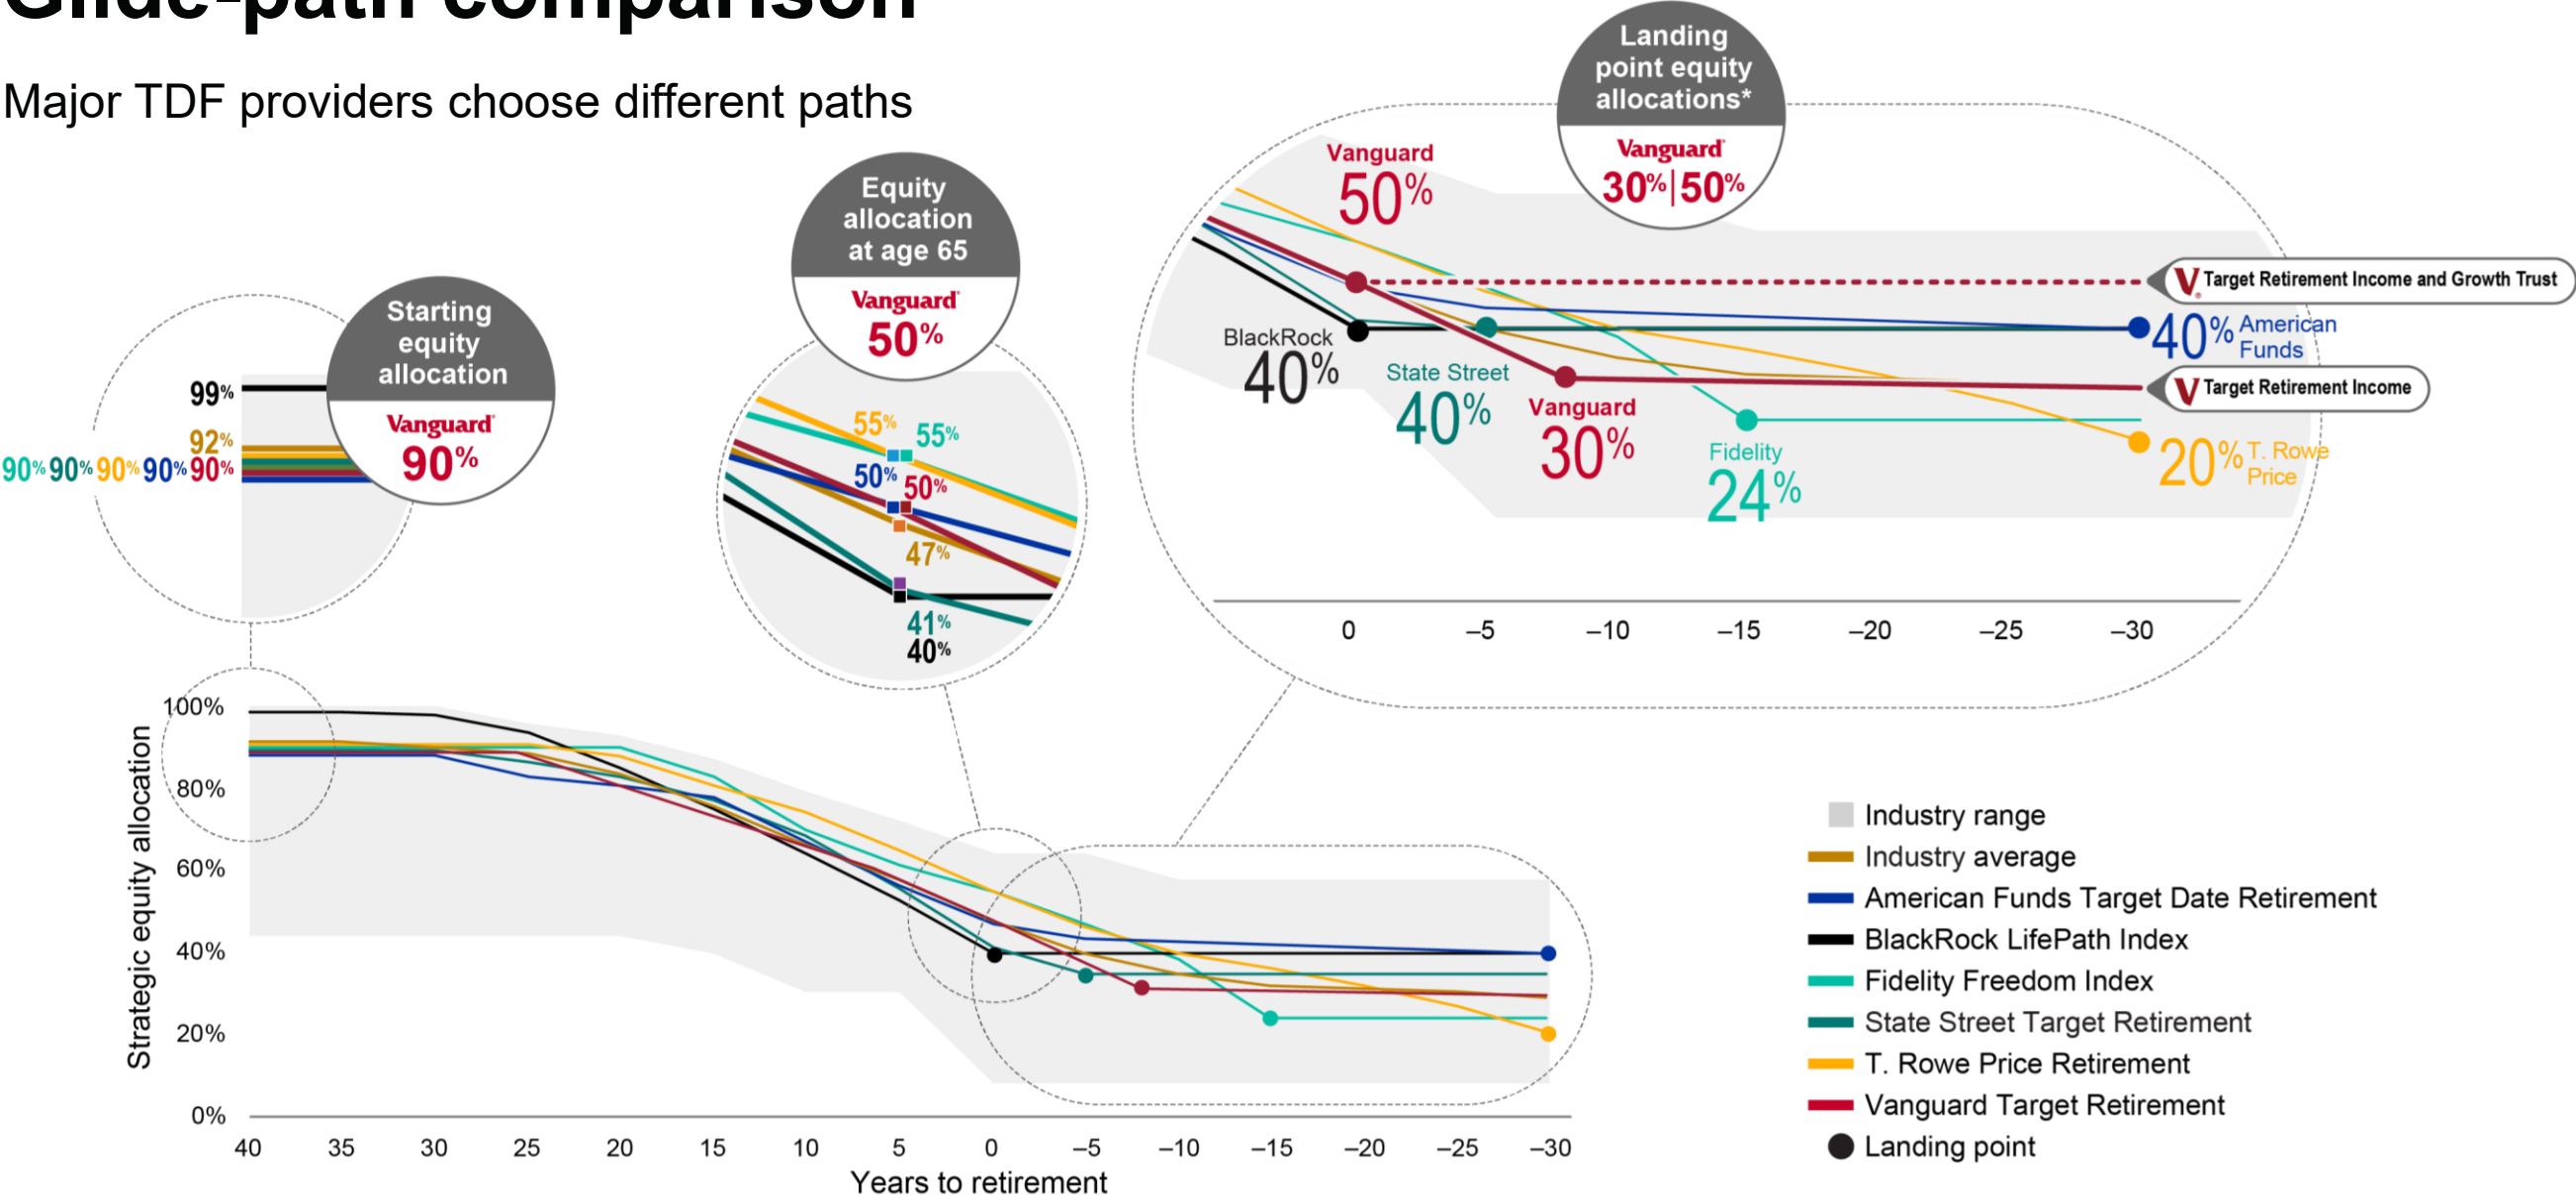 Glide-path comparison
Major TDF providers choose different paths
Starting
equity
allocation
Vanguard®
90%
99%
92%
90% 90% 90% 90% 90%
Equity
allocation
at age 65
Vanguard®
50%
55%
55%
50%
50%
47%
41%
40%
Landing
point equity
allocations*
Vanguard®
30% | 50%
Vanguard
50%
BlackRock
40%
State Street
40%
Vanguard
30%
Fidelity
24%
V® Target Retirement Income and Growth Trust
40% American
Funds
V Target Retirement Income
20% T. Rowe
Price
0 –5 –10 –15 –20 –25 –30
Strategic equity allocation
100%
80%
60%
40%
20%
0%
40 35 30 25 20 15 10 5 0 –5 –10 –15 –20 –25 –30
Years to retirement
Industry range
Industry average
American Funds Target Date Retirement
BlackRock LifePath Index
Fidelity Freedom Index
State Street Target Retirement
T. Rowe Price Retirement
Vanguard Target Retirement
Landing point